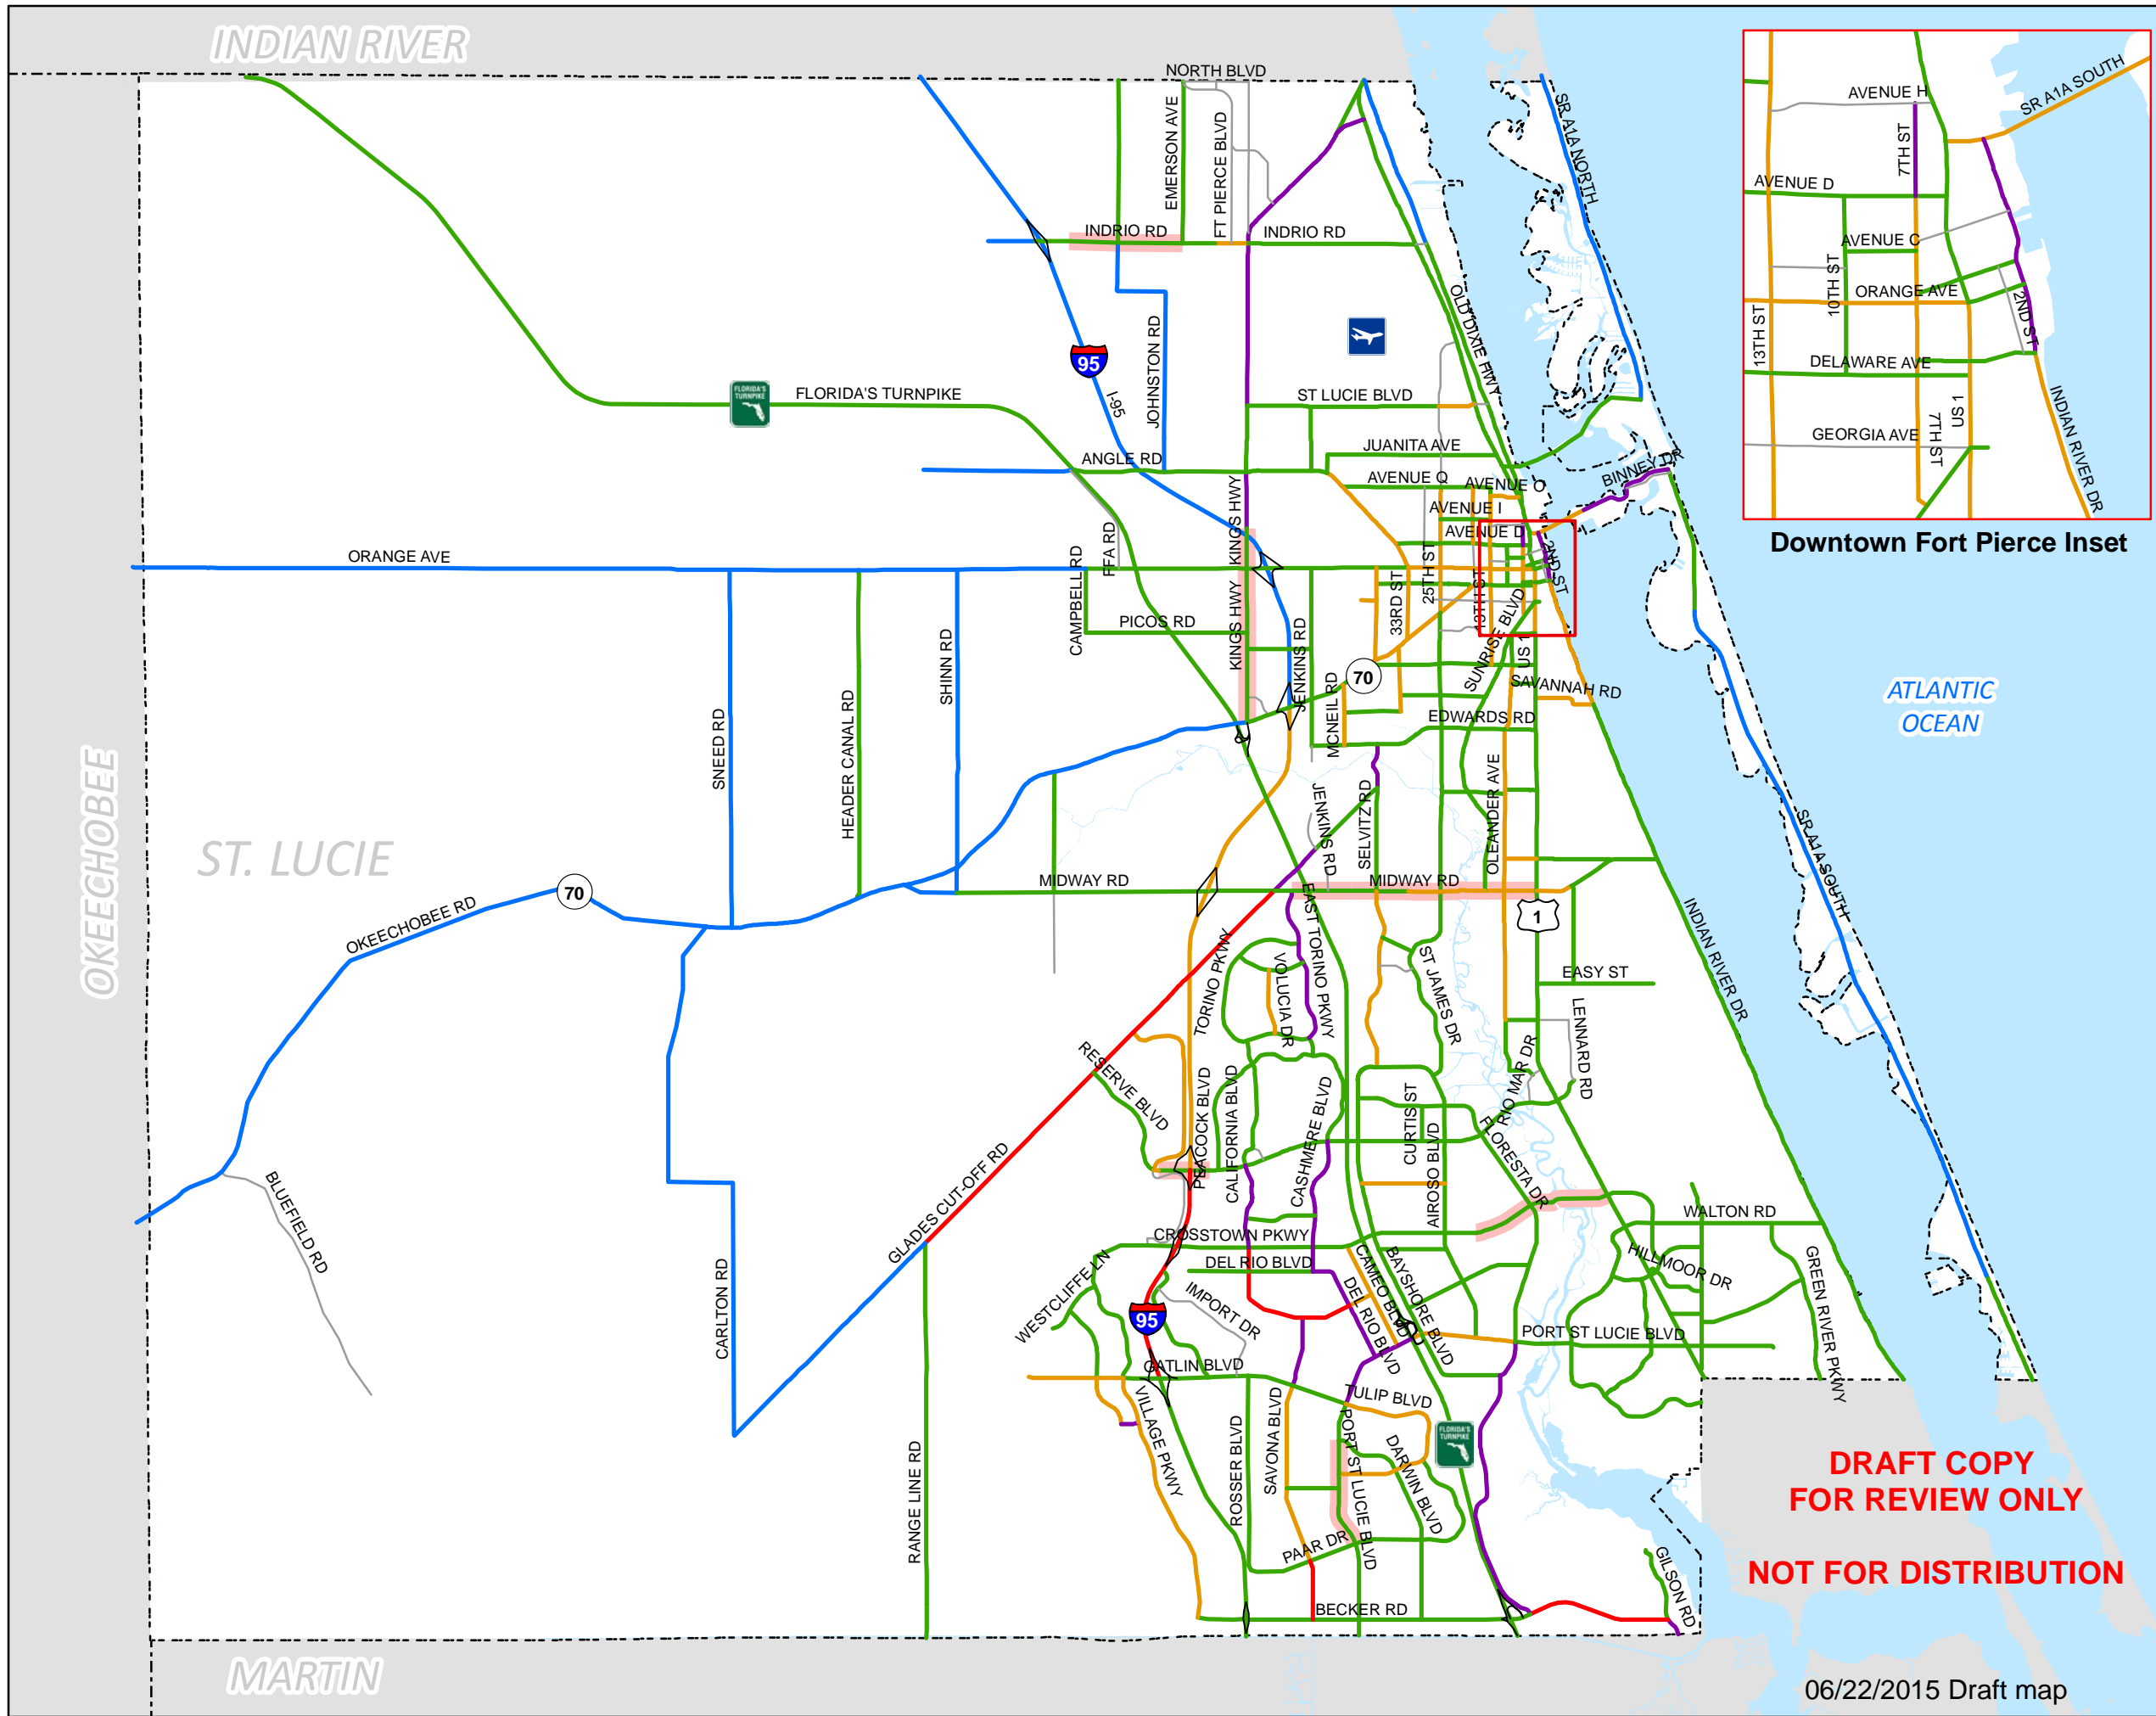 INDIAN RIVER
NORTH BLVD
EMERSON AVE
FT PIERCE BLVD
INDRIO RD
INDRIO RD
SR A1A NORTH
OLD DIXIE HWY
JOHNSTON RD
95
I-95
FLORIDA'S
TURNPIKE
FLORIDA'S TURNPIKE
ST LUCIE BLVD
JUANITA AVE
ANGLE RD
AVENUE Q
AVENUE O
AVENUE I
AVENUE D
BINNEY DR
KINGS HWY
KINGS HWY
ORANGE AVE
FFA RD
CAMPBELL RD
PICOS RD
25TH ST
13TH ST
2ND ST
33RD ST
SUNRISE BLVD
US 1
JENKINS RD
MCNEIL RD
70
SAVANNAH RD
EDWARDS RD
SNEED RD
HEADER CANAL RD
SHINN RD
OLEANDER AVE
SELVITZ RD
JENKINS RD
MIDWAY RD
MIDWAY RD
1
OKEECHOBEE
ST. LUCIE
70
OKEECHOBEE RD
ATLANTIC
OCEAN
SR A1A SOUTH
INDIAN RIVER DR
EAST TORINO PKWY
TORINO PKWY
VOLUCIA DR
ST JAMES DR
EASY ST
LENNARD RD
RIO MAR DR
RESERVE BLVD
PEACOCK BLVD
CALIFORNIA BLVD
CASHMERE BLVD
CURTIS ST
AIROSO BLVD
FLORESTA DR
GLADES CUT-OFF RD
BLUEFIELD RD
CARLTON RD
WALTON RD
CROSSTOWN PKWY
DEL RIO BLVD
WESTCLIFFE LN
IMPORT DR
95
CAMEO BLVD
BAYSHORE BLVD
DEL RIO BLVD
HILLMOOR DR
GREEN RIVER PKWY
PORT ST LUCIE BLVD
GATLIN BLVD
TULIP BLVD
VILLAGE PKWY
ROSSER BLVD
SAVONA BLVD
PORT ST LUCIE BLVD
DARWIN BLVD
FLORIDA'S
TURNPIKE
RANGE LINE RD
PAAR DR
BECKER RD
GILSON RD
MARTIN
AVENUE H
SR A1A SOUTH
7TH ST
AVENUE D
AVENUE C
10TH ST
ORANGE AVE
2ND ST
13TH ST
DELAWARE AVE
US 1
7TH ST
GEORGIA AVE
INDIAN RIVER DR
Downtown Fort Pierce Inset
DRAFT COPY
FOR REVIEW ONLY
NOT FOR DISTRIBUTION
06/22/2015 Draft map